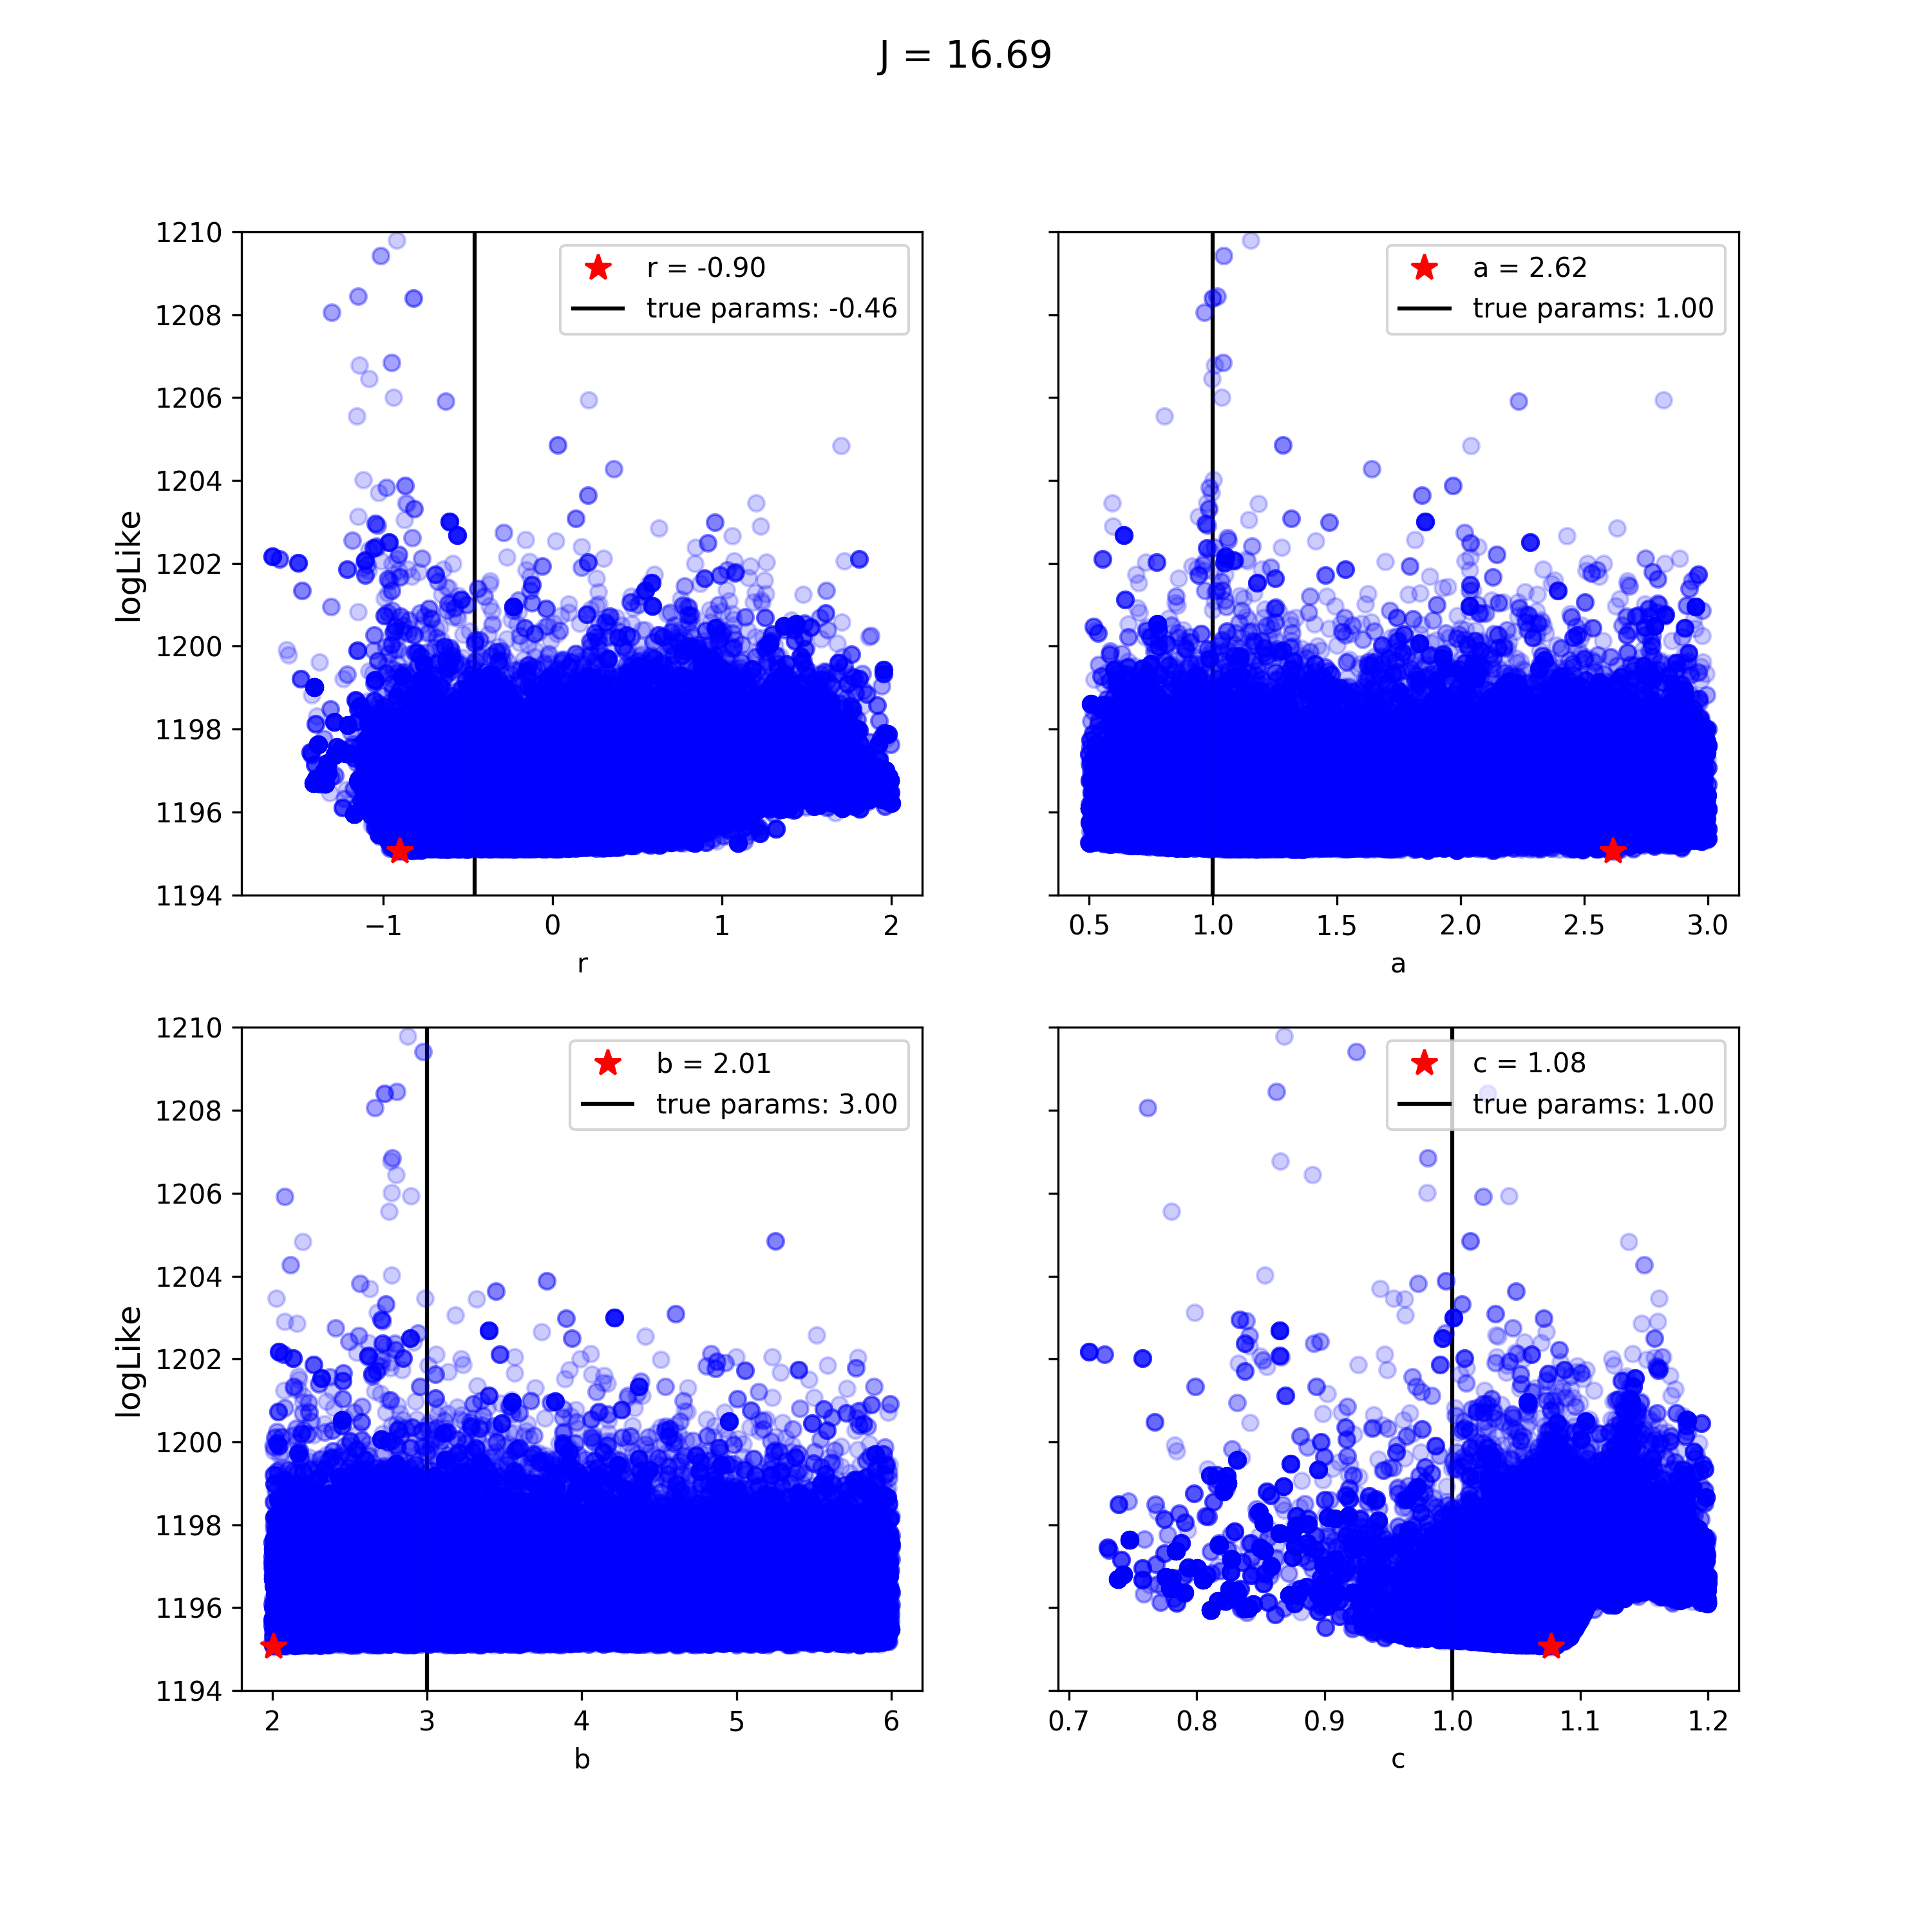 J = 16.69
1210
1208
1206
1204
1202
1200
1198
1196
1194
logLike
r = -0.90
true params: -0.46
−1
0
1
2
r
a = 2.62
true params: 1.00
0.5
1.0
1.5
2.0
2.5
3.0
a
1210
1208
1206
1204
1202
1200
1198
1196
1194
logLike
b = 2.01
true params: 3.00
2
3
4
5
6
b
c = 1.08
true params: 1.00
0.7
0.8
0.9
1.0
1.1
1.2
c